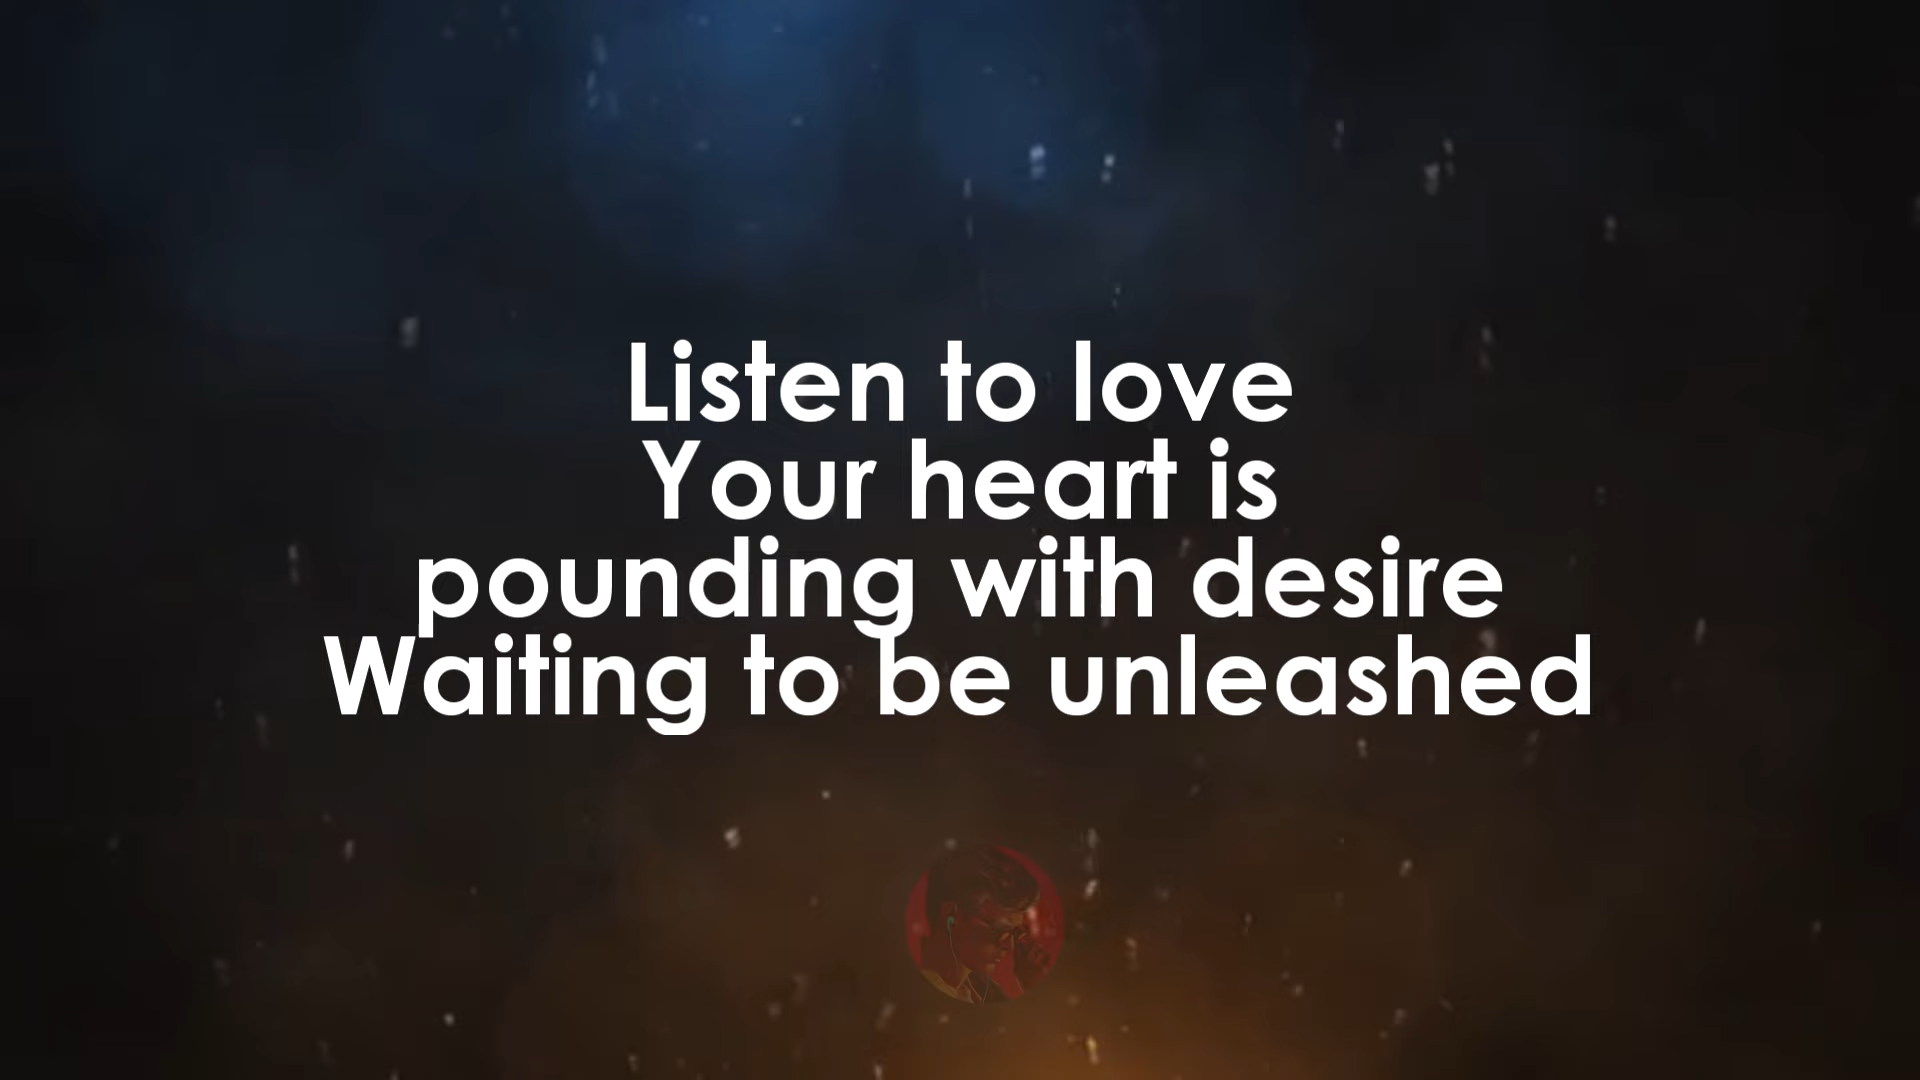 Listen to love
Your heart is
pounding with desire
Waiting to be unleashed